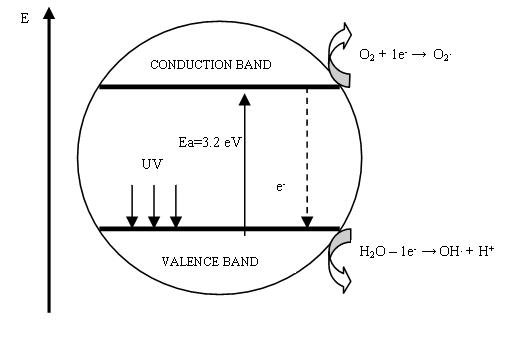 E
CONDUCTION BAND
O₂ + 1e⁻ → O₂·
Ea=3.2 eV
UV
e⁻
VALENCE BAND
H₂O – 1e⁻ → OH· + H⁺